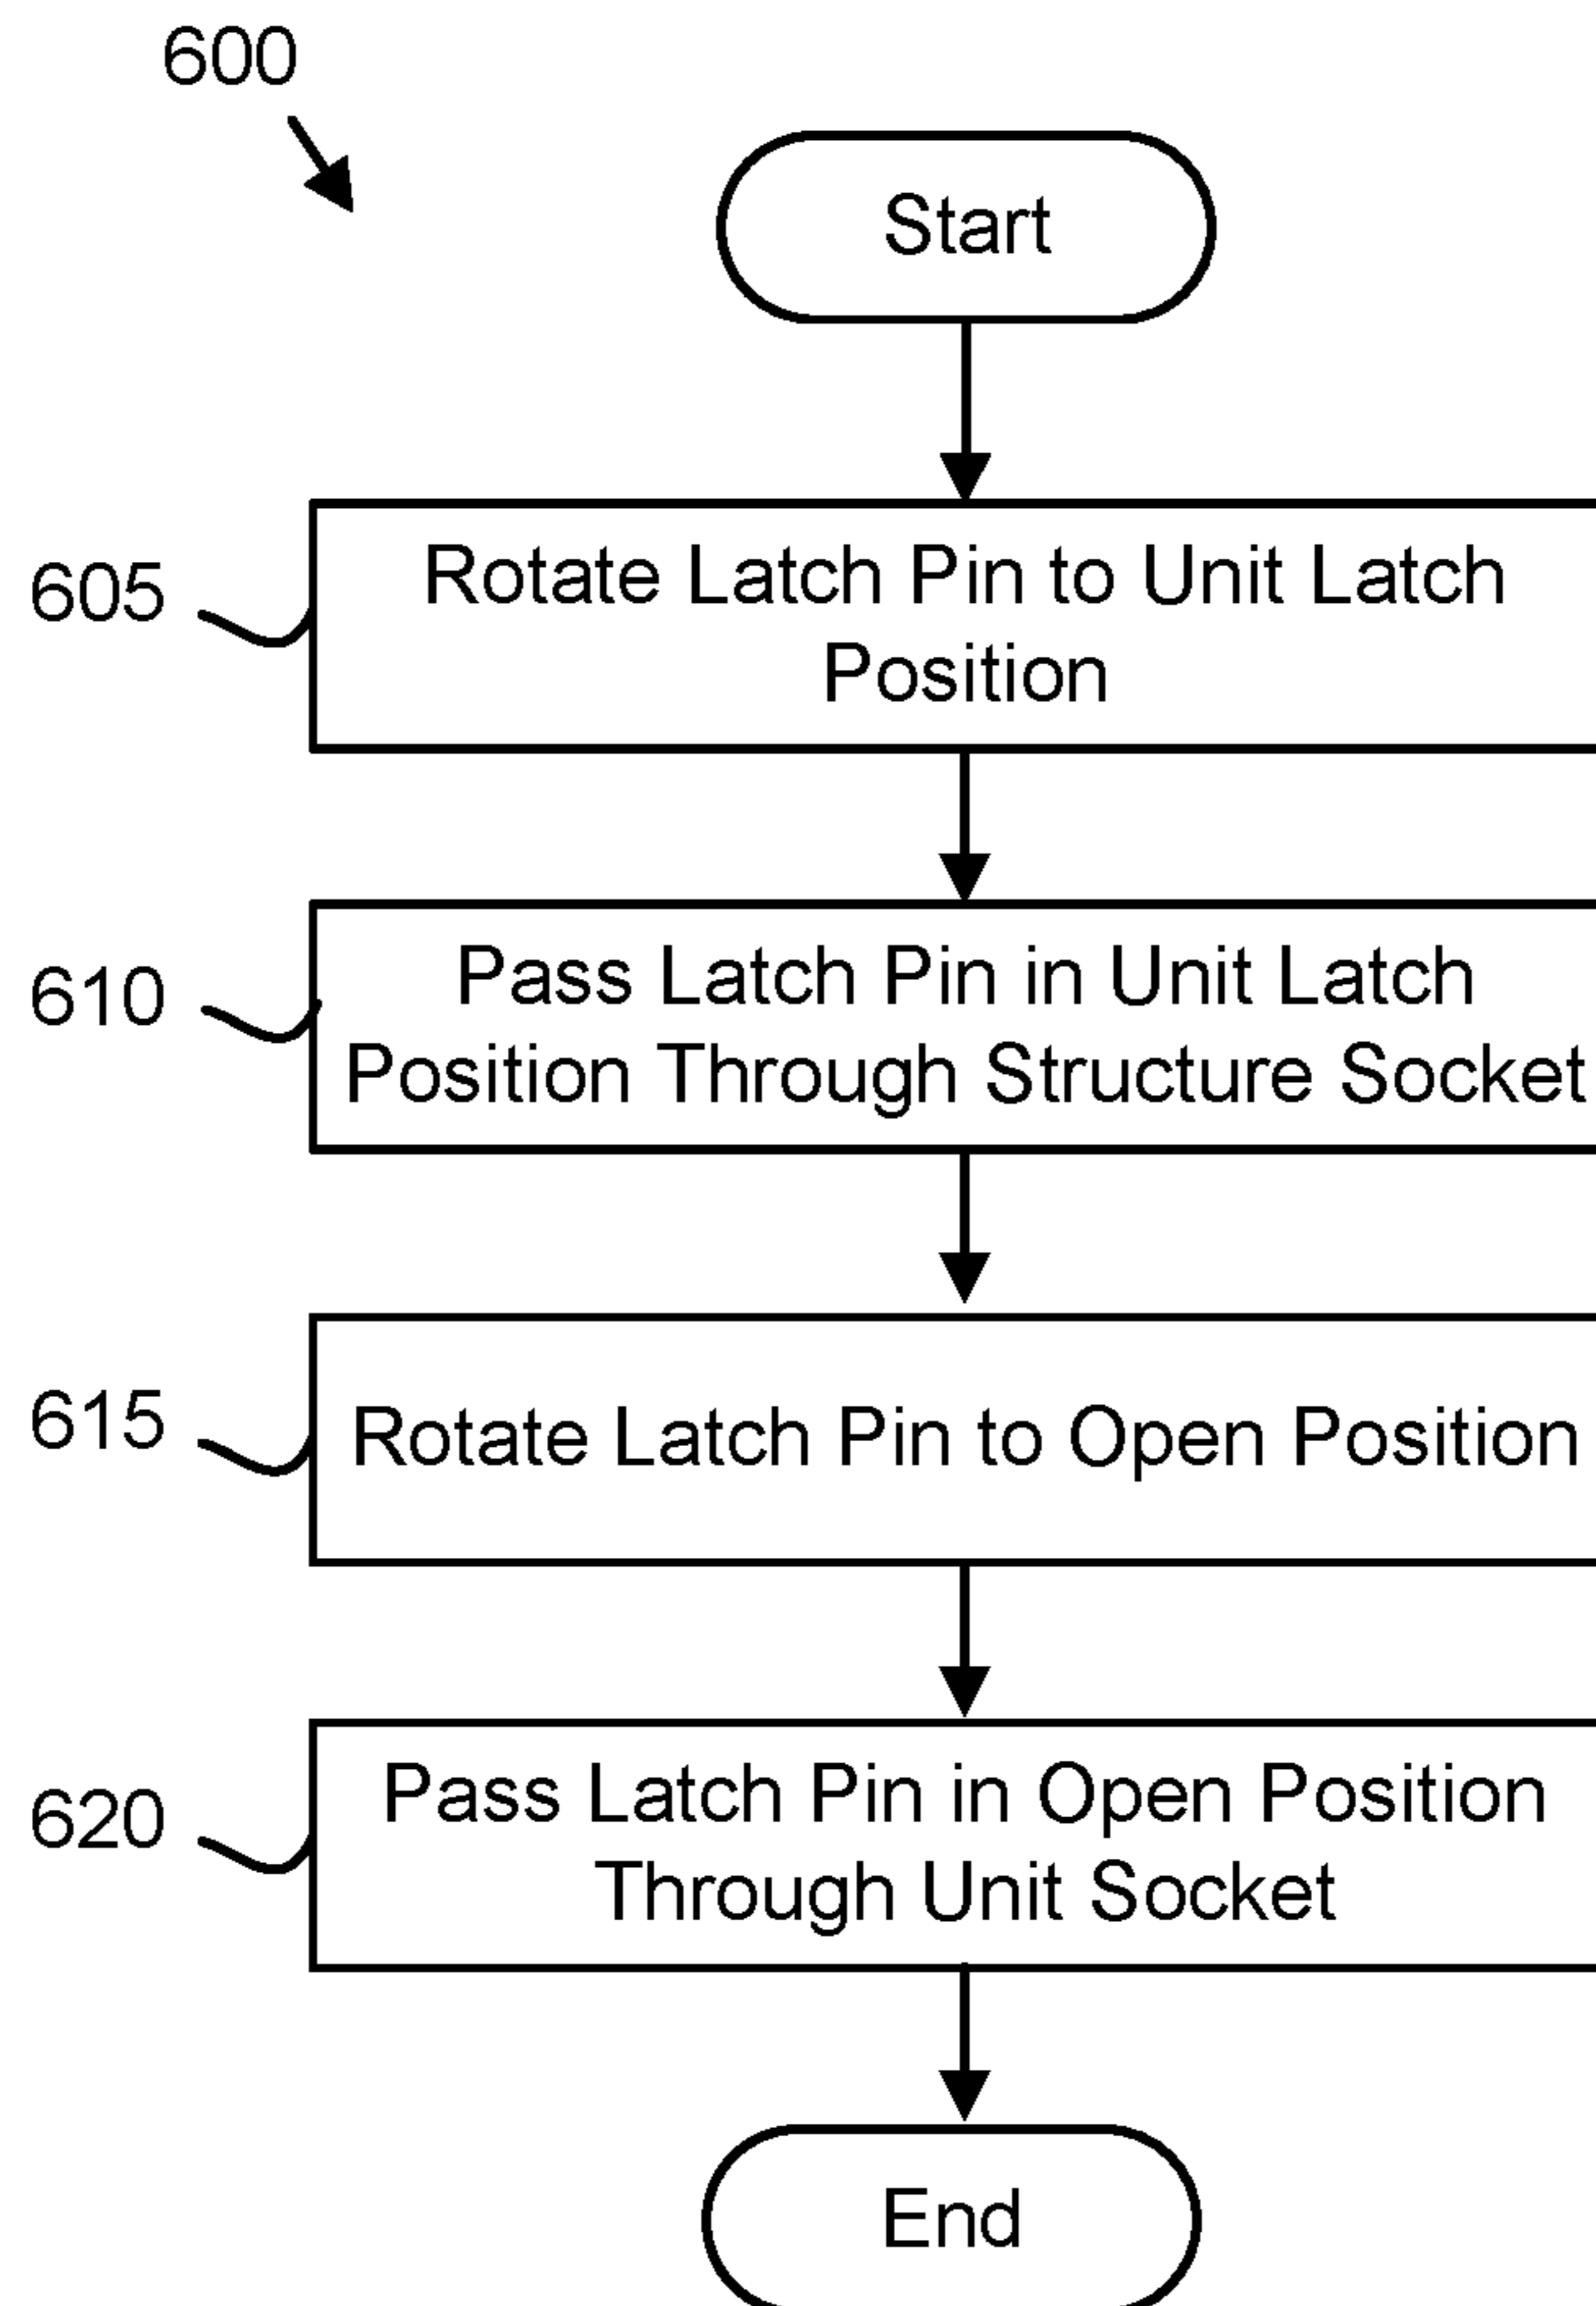 600
Start
605
Rotate Latch Pin to Unit Latch
Position
610
Pass Latch Pin in Unit Latch
Position Through Structure Socket
615
Rotate Latch Pin to Open Position
620
Pass Latch Pin in Open Position
Through Unit Socket
End